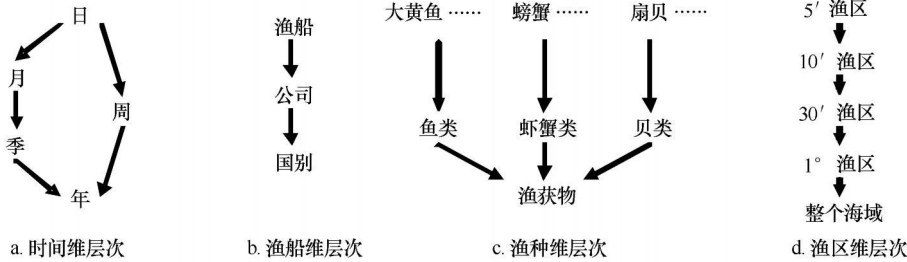 日
月
周
季
年
a. 时间维层次
渔船
公司
国别
b. 渔船维层次
大黄鱼 …… 螃蟹 …… 扇贝 ……
鱼类 虾蟹类 贝类
渔获物
c. 渔种维层次
5′ 渔区
10′ 渔区
30′ 渔区
1° 渔区
整个海域
d. 渔区维层次